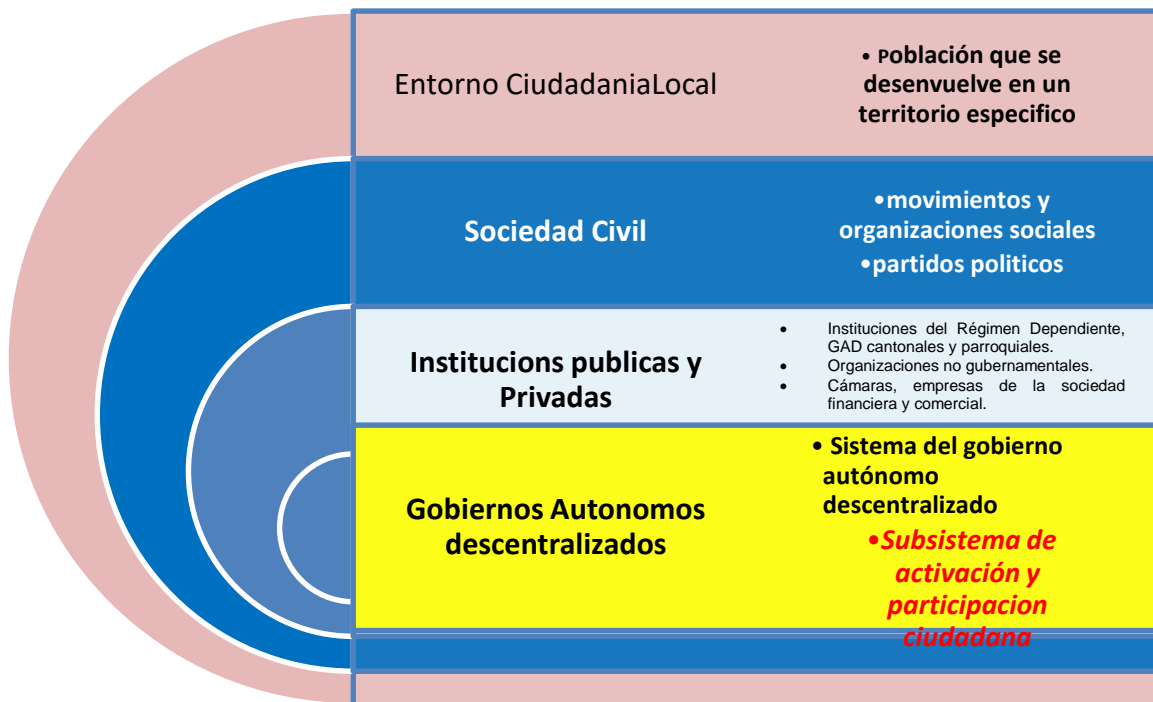 Entorno CiudadaniaLocal
• Población que se
desenvuelve en un
territorio especifico
Sociedad Civil
•movimientos y
organizaciones sociales
•partidos politicos
Institucions publicas y
Privadas
• Instituciones del Régimen Dependiente,
GAD cantonales y parroquiales.
• Organizaciones no gubernamentales.
• Cámaras, empresas de la sociedad
financiera y comercial.
Gobiernos Autonomos
descentralizados
• Sistema del gobierno
autónomo
descentralizado
•Subsistema de
activación y
participacion
ciudadana